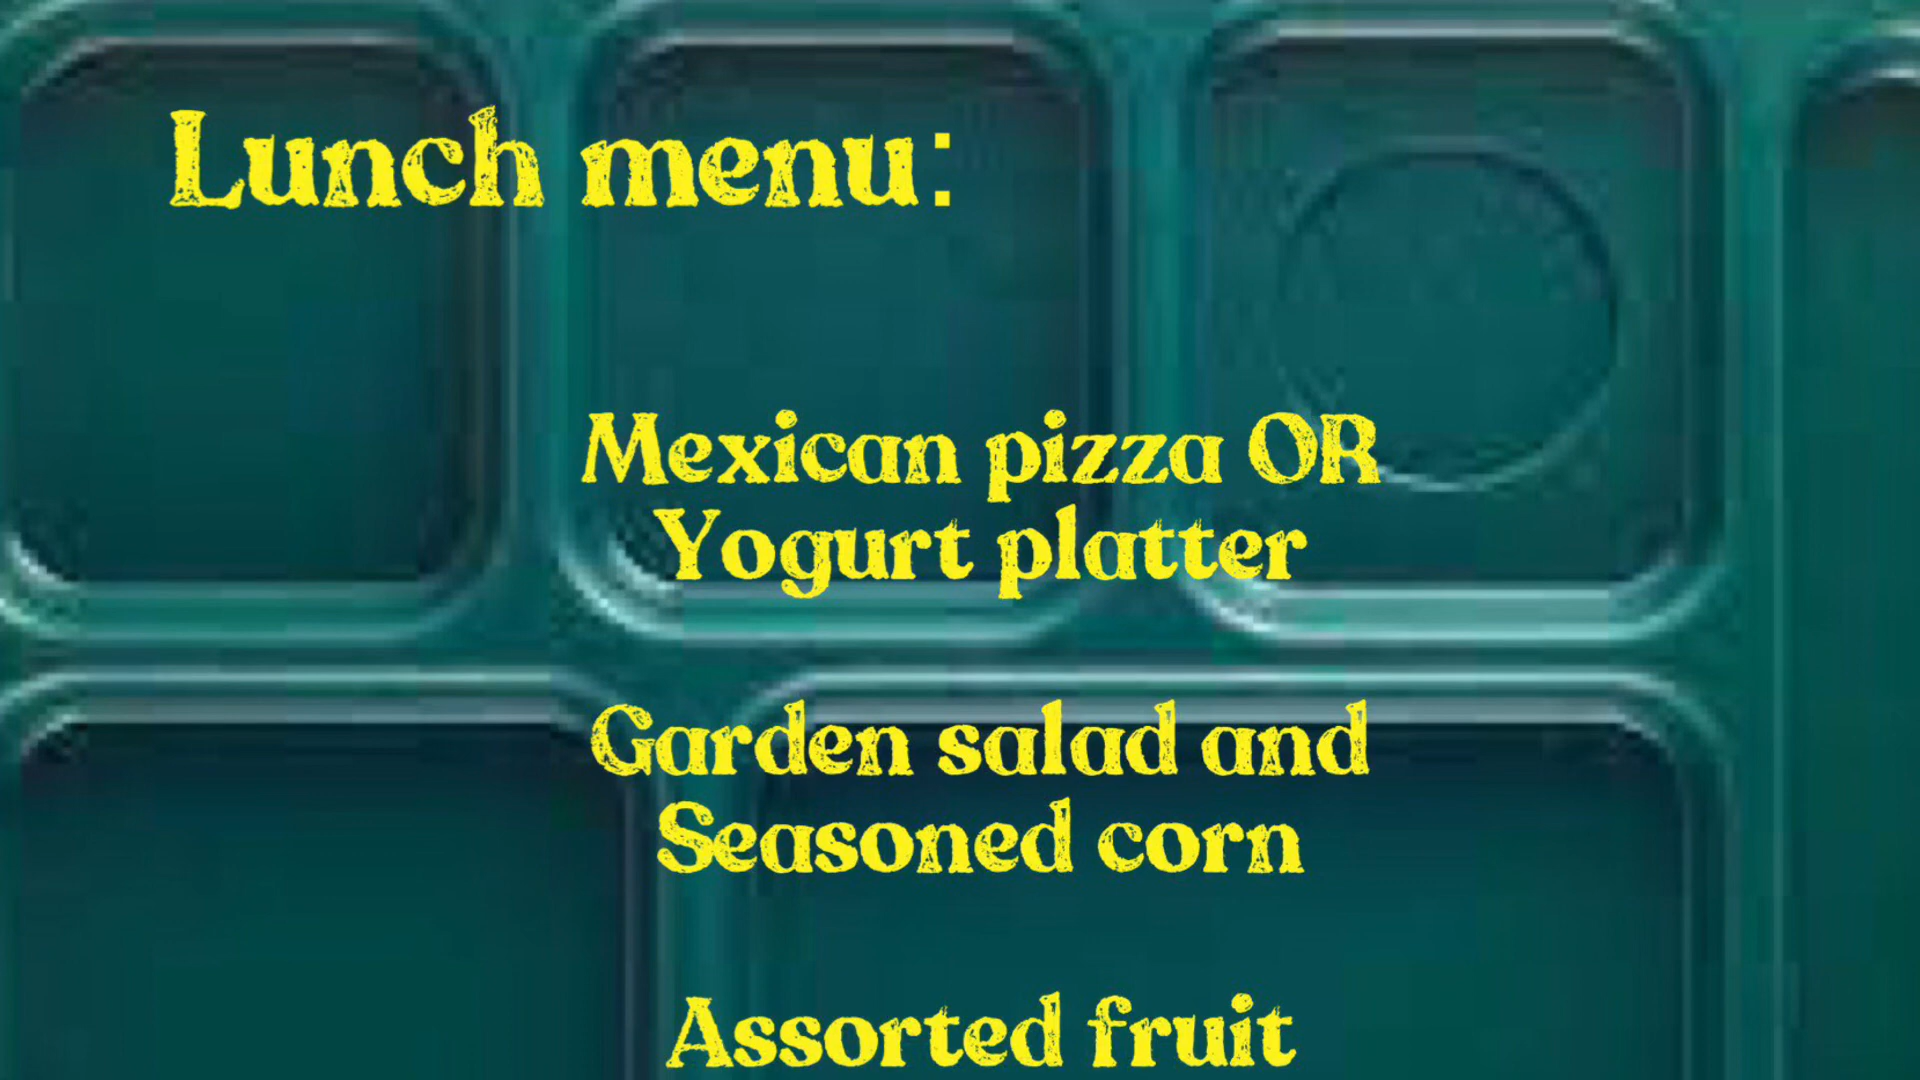 Lunch menu:
Mexican pizza OR
Yogurt platter
Garden salad and
Seasoned corn
Assorted fruit